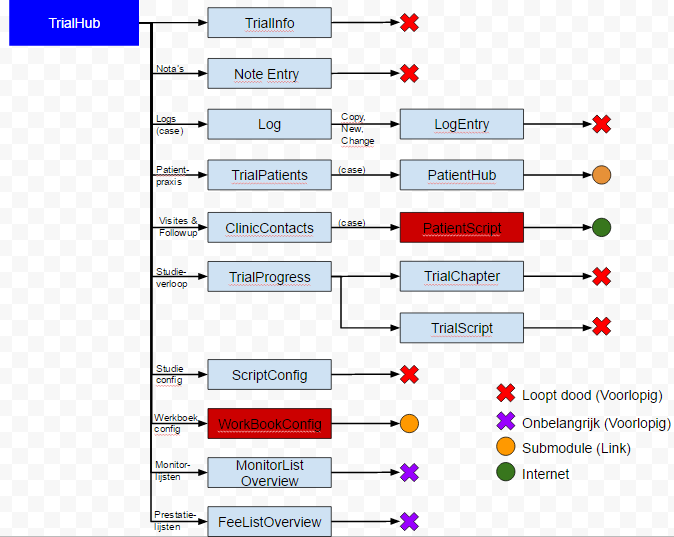 TrialHub
TrialInfo
Nota's
Note Entry
Logs
(case)
Log
Copy,
New,
Change
LogEntry
Patient-
praxis
TrialPatients
(case)
PatientHub
Visites &
Followup
ClinicContacts
(case)
PatientScript
Studie-
verloop
TrialProgress
TrialChapter
TrialScript
Studie
config
ScriptConfig
Werkboek
config
WorkBookConfig
Monitor-
lijsten
MonitorList
Overview
Prestatie-
lijsten
FeeListOverview
Loopt dood (Voorlopig)
Onbelangrijk (Voorlopig)
Submodule (Link)
Internet